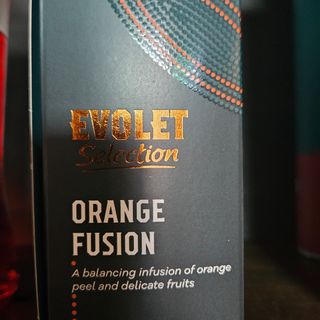 EVOLET
Selection
ORANGE
FUSION
A balancing infusion of orange
peel and delicate fruits